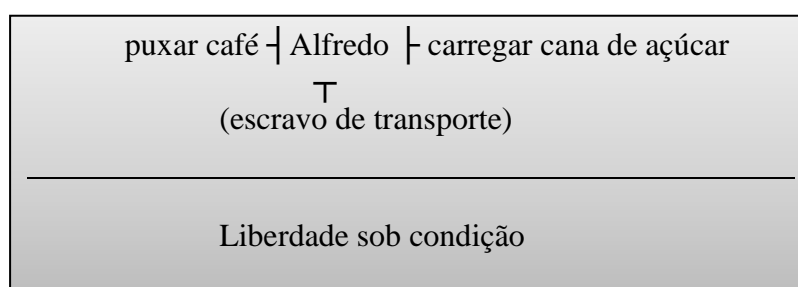 puxar café ┤ Alfredo ├ carregar cana de açúcar
(escravo de transporte)
Liberdade sob condição